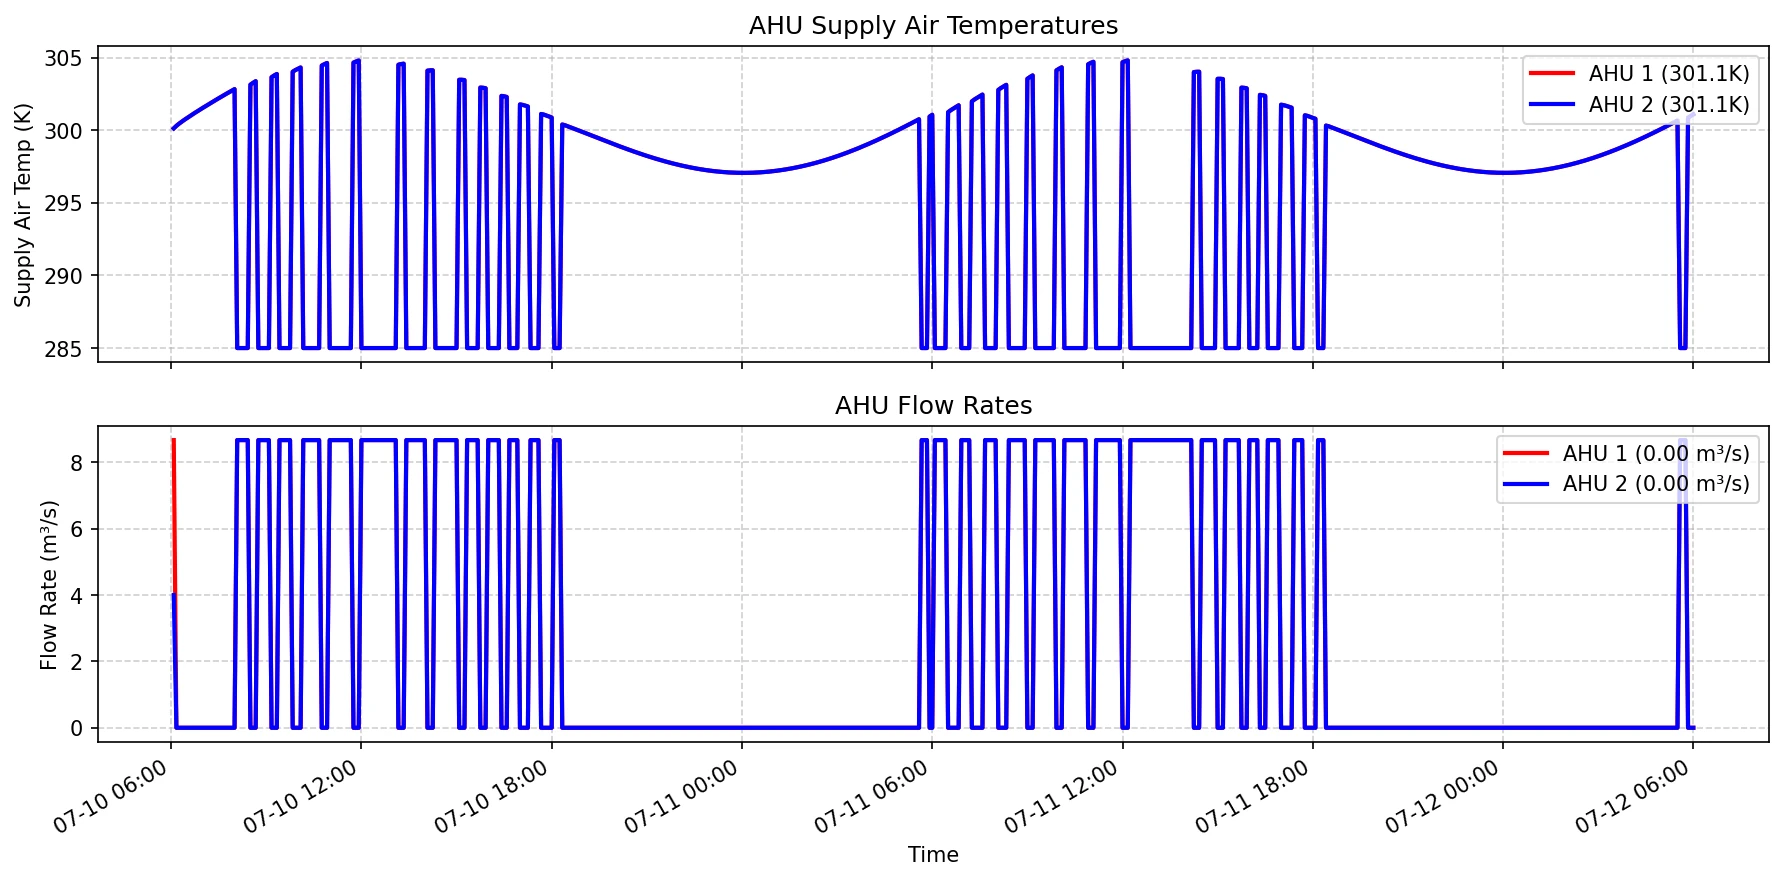 AHU Supply Air Temperatures
Supply Air Temp (K)
305
300
295
290
285
AHU 1 (301.1K)
AHU 2 (301.1K)
AHU Flow Rates
Flow Rate (m³/s)
8
6
4
2
0
AHU 1 (0.00 m³/s)
AHU 2 (0.00 m³/s)
07-10 06:00
07-10 12:00
07-10 18:00
07-11 00:00
07-11 06:00
07-11 12:00
07-11 18:00
07-12 00:00
07-12 06:00
Time